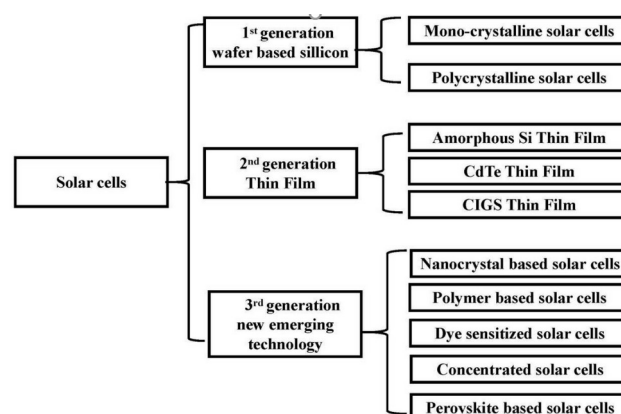 1st generation
wafer based sillicon
Mono-crystalline solar cells
Polycrystalline solar cells
Solar cells
2nd generation
Thin Film
Amorphous Si Thin Film
CdTe Thin Film
CIGS Thin Film
3rd generation
new emerging
technology
Nanocrystal based solar cells
Polymer based solar cells
Dye sensitized solar cells
Concentrated solar cells
Perovskite based solar cells